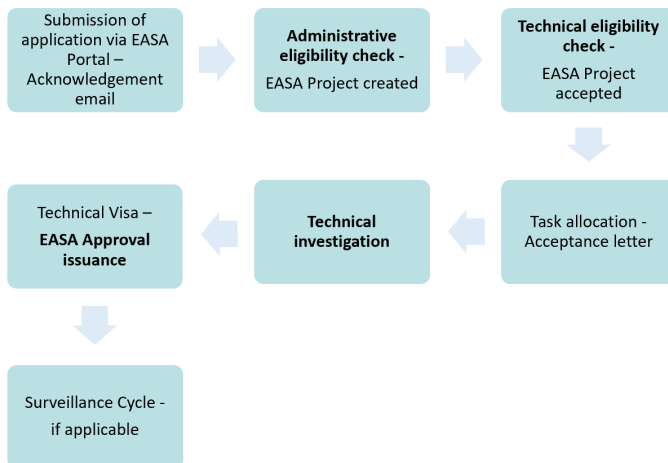 Submission of
application via EASA
Portal –
Acknowledgement
email
Administrative
eligibility check -
EASA Project created
Technical eligibility
check -
EASA Project
accepted
Task allocation -
Acceptance letter
Technical
investigation
Technical Visa –
EASA Approval
issuance
Surveillance Cycle -
if applicable